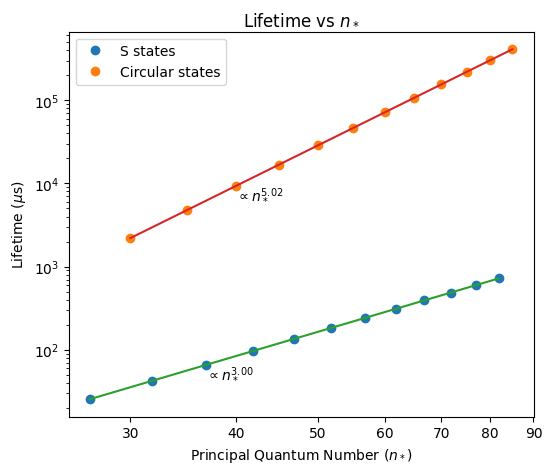 Lifetime vs $n_*$
S states
Circular states
$10^5$
$10^4$
$10^3$
$10^2$
Lifetime ($\mu$s)
$\propto n_*^{5.02}$
$\propto n_*^{3.00}$
30 40 50 60 70 80 90
Principal Quantum Number ($n_*$)